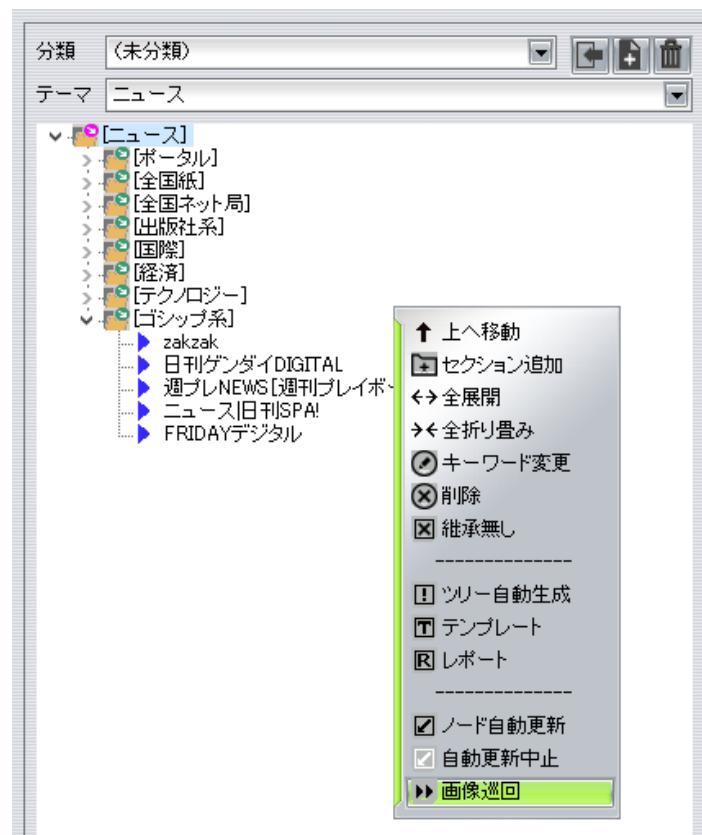 分類 (未分類)
テーマ ニュース
[ニュース]
[ポータル]
[全国紙]
[全国ネット局]
[出版社系]
[国際]
[経済]
[テクノロジー]
[ゴシップ系]
zakzak
日刊ゲンダイDIGITAL
週プレNEWS[週刊プレイボ
ニュース|日刊SPA!
FRIDAYデジタル
上へ移動
セクション追加
全展開
全折り畳み
キーワード変更
削除
継承無し
--------------
ツリー自動生成
T テンプレート
R レポート
--------------
ノード自動更新
自動更新中止
画像巡回